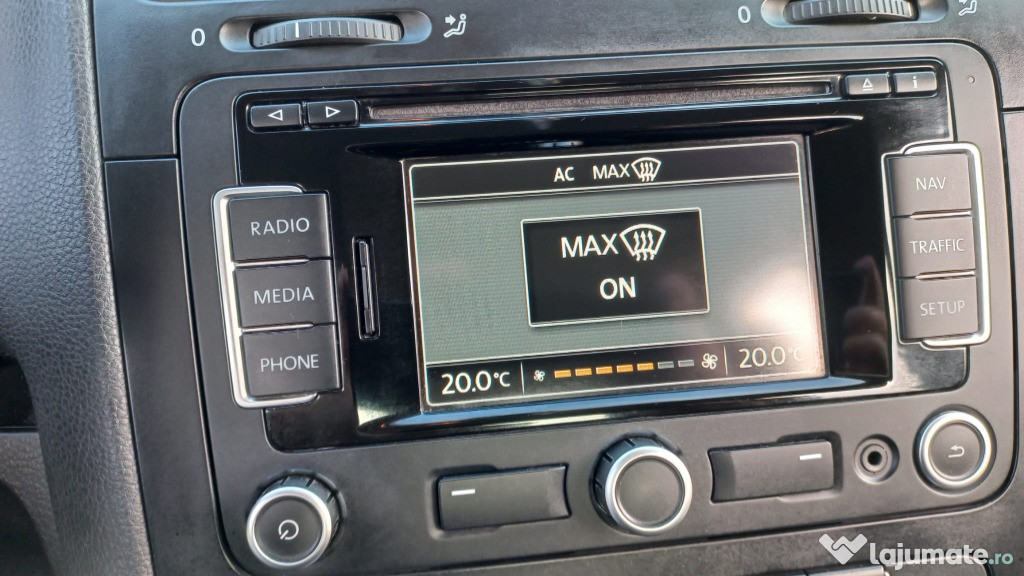 0
0
AC MAX
RADIO
NAV
MAX
ON
TRAFFIC
MEDIA
SETUP
PHONE
20.0°C
20.0°C
lajumate.ro